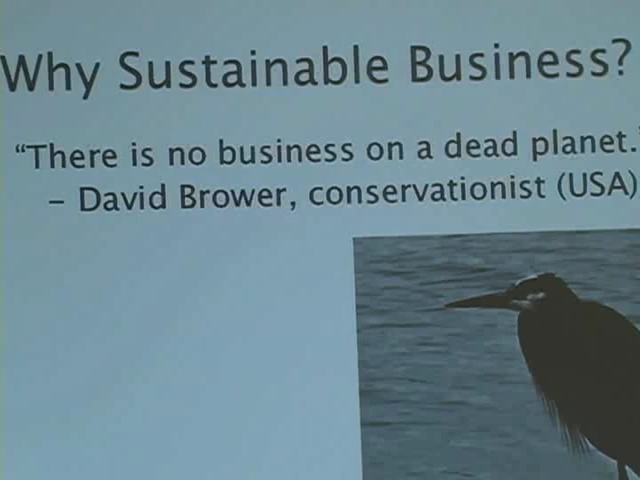 Why Sustainable Business?
“There is no business on a dead planet.
– David Brower, conservationist (USA)